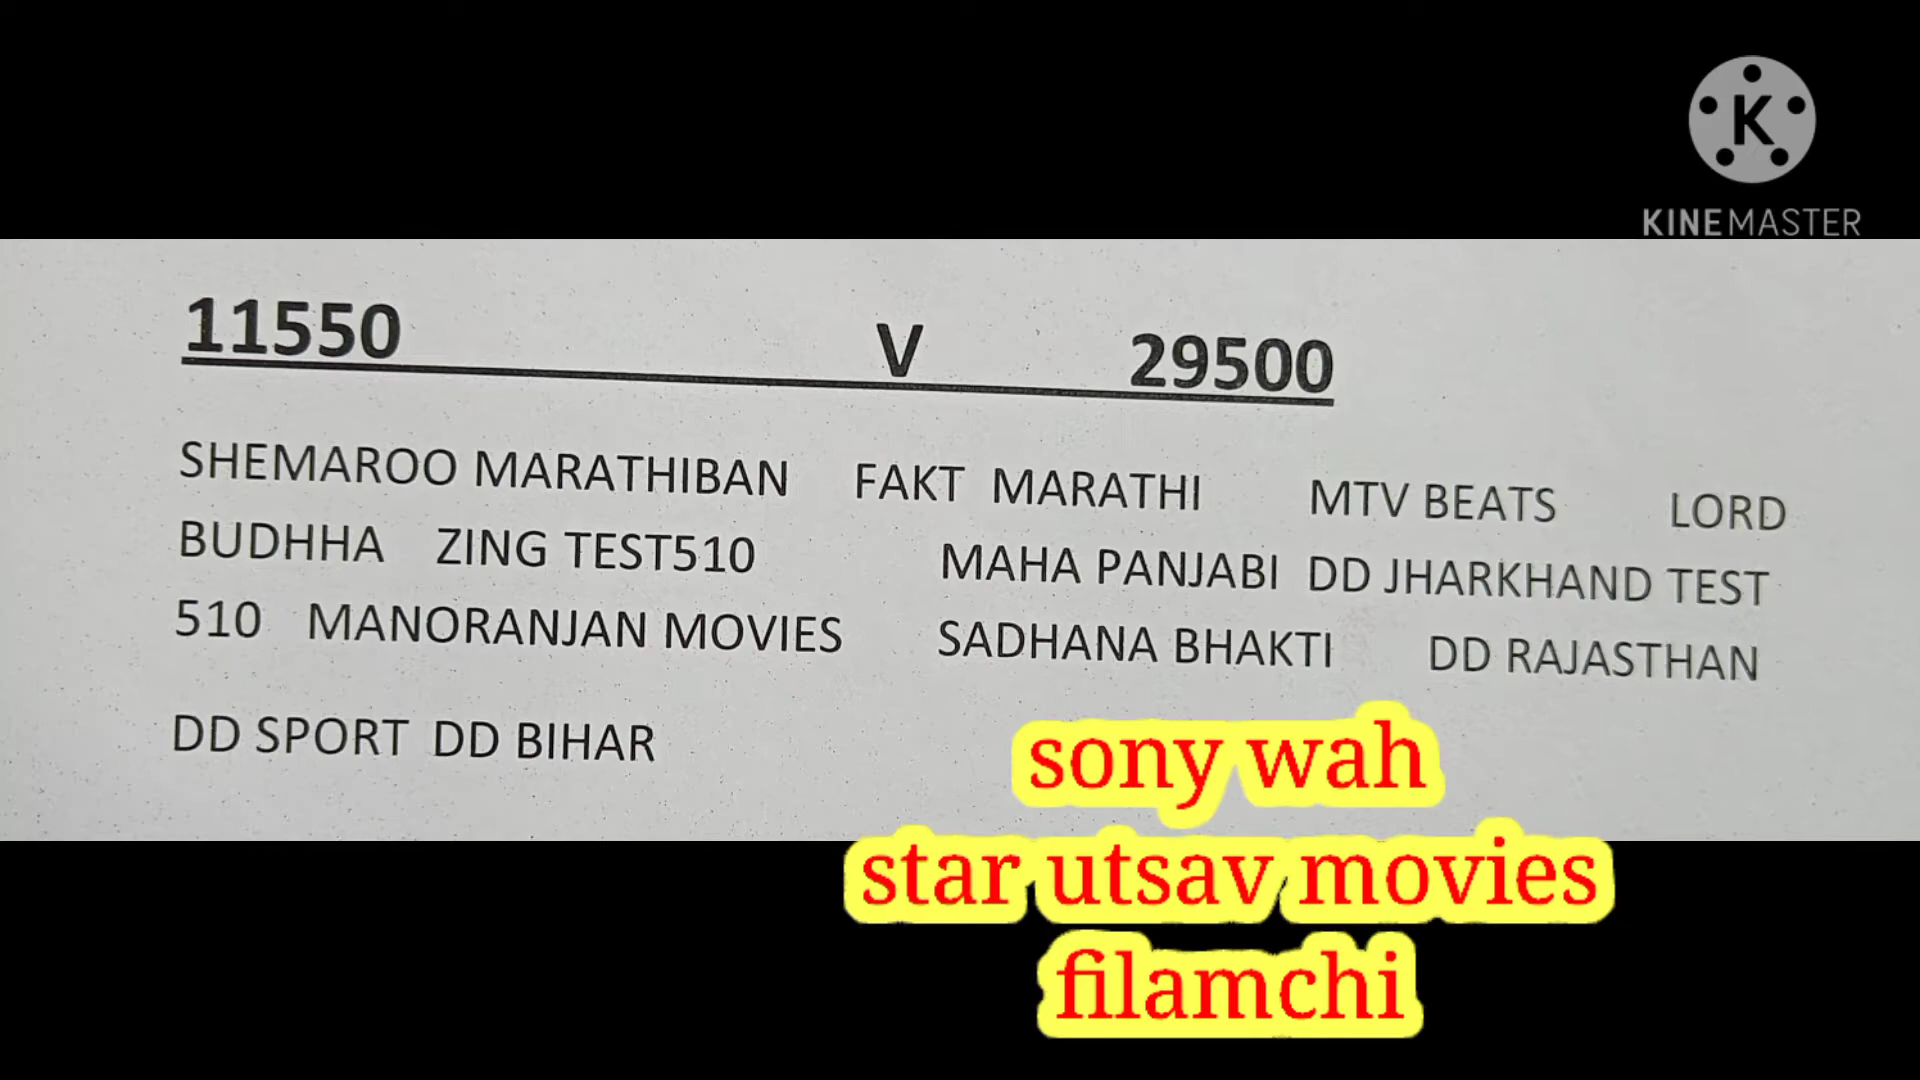 KINEMASTER
11550 V 29500
SHEMAROO MARATHIBAN FAKT MARATHI MTV BEATS LORD
BUDHHA ZING TEST510 MAHA PANJABI DD JHARKHAND TEST
510 MANORANJAN MOVIES SADHANA BHAKTI DD RAJASTHAN
DD SPORT DD BIHAR
sony wah
star utsav movies
filamchi